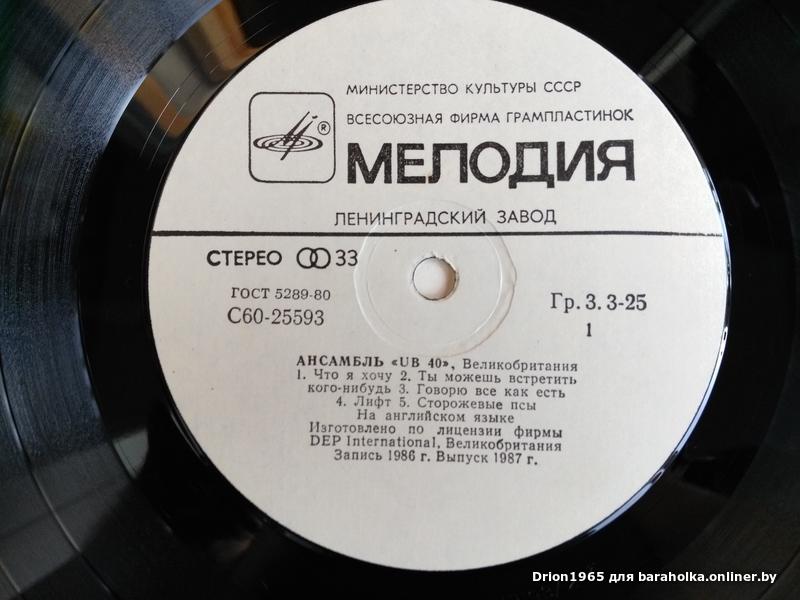 МИНИСТЕРСТВО КУЛЬТУРЫ СССР
ВСЕСОЮЗНАЯ ФИРМА ГРАМПЛАСТИНОК
®
МЕЛОДИЯ
ЛЕНИНГРАДСКИЙ ЗАВОД
СТЕРЕО 33
ГОСТ 5289-80
С60-25593
Гр. 3. 3-25
1
АНСАМБЛЬ «UB 40», Великобритания
1. Что я хочу 2. Ты можешь встретить
кого-нибудь 3. Говорю все как есть
4. Лифт 5. Сторожевые псы
На английском языке
Изготовлено по лицензии фирмы
DEP International, Великобритания
Запись 1986 г. Выпуск 1987 г.
Drion1965 для baraholka.onliner.by